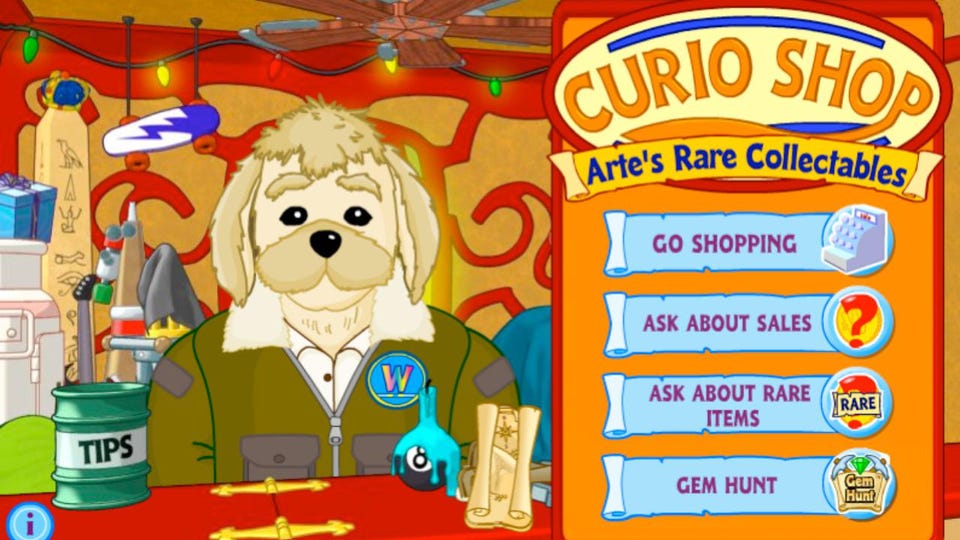 CURIO SHOP
Arte's Rare Collectables
GO SHOPPING
ASK ABOUT SALES
?
ASK ABOUT RARE
ITEMS
RARE
GEM HUNT
Gem
Hunt
W
8
TIPS
i